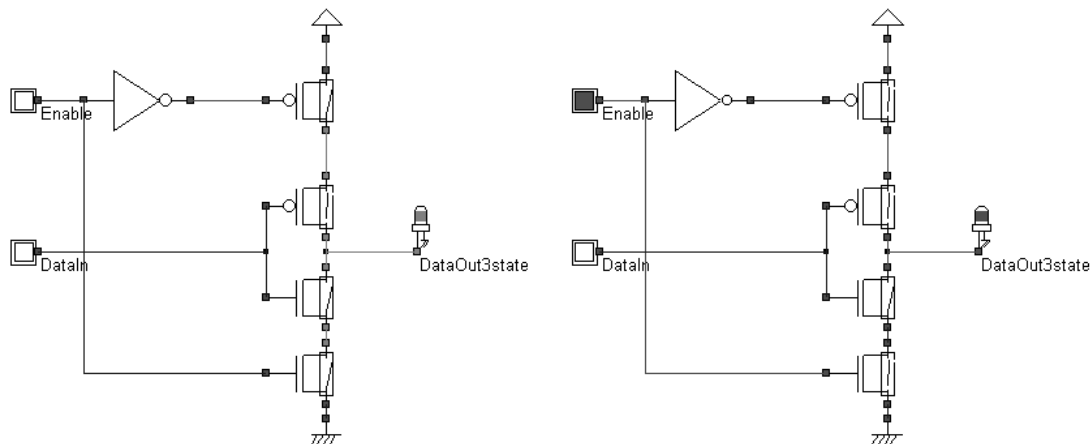 Enable
Enable
DataIn
DataOut3state
DataIn
DataOut3state